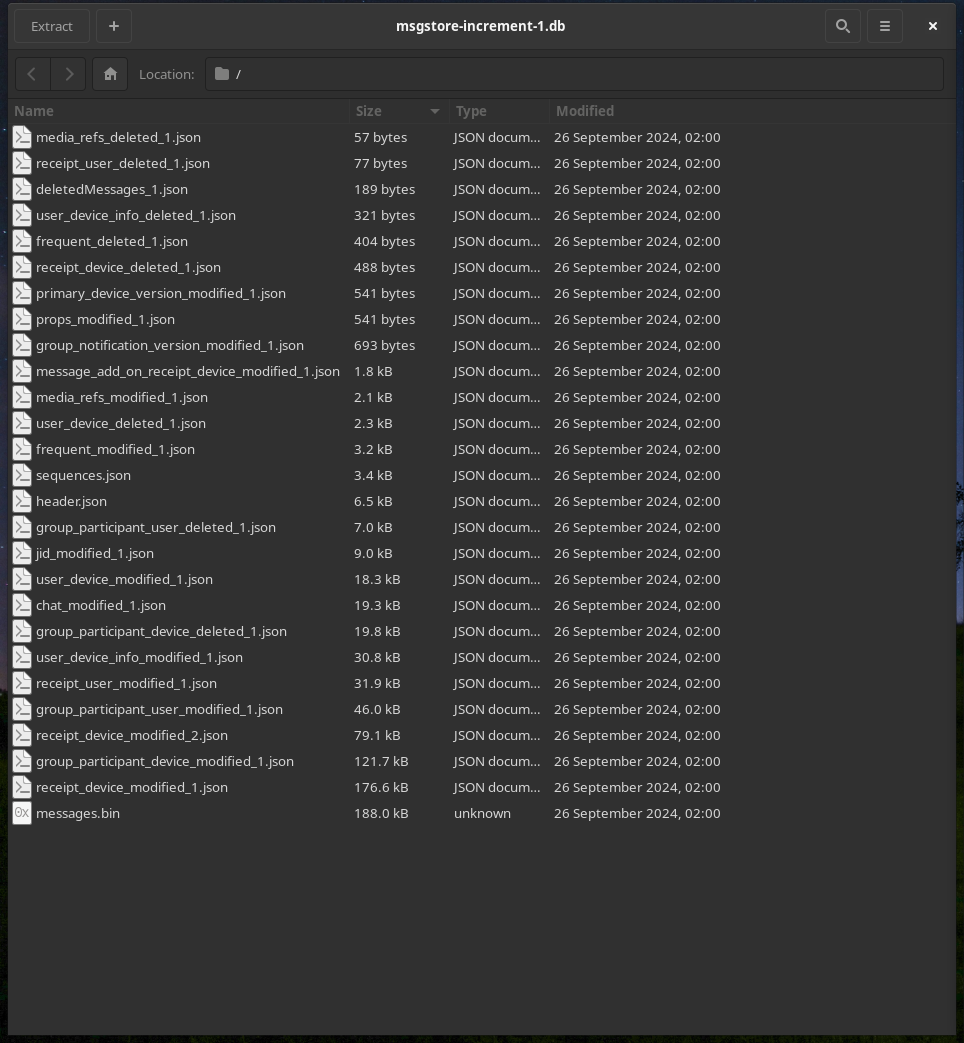 Extract + msgstore-increment-1.db
Location: /
Name Size Type Modified
media_refs_deleted_1.json 57 bytes JSON docum... 26 September 2024, 02:00
receipt_user_deleted_1.json 77 bytes JSON docum... 26 September 2024, 02:00
deletedMessages_1.json 189 bytes JSON docum... 26 September 2024, 02:00
user_device_info_deleted_1.json 321 bytes JSON docum... 26 September 2024, 02:00
frequent_deleted_1.json 404 bytes JSON docum... 26 September 2024, 02:00
receipt_device_deleted_1.json 488 bytes JSON docum... 26 September 2024, 02:00
primary_device_version_modified_1.json 541 bytes JSON docum... 26 September 2024, 02:00
props_modified_1.json 541 bytes JSON docum... 26 September 2024, 02:00
group_notification_version_modified_1.json 693 bytes JSON docum... 26 September 2024, 02:00
message_add_on_receipt_device_modified_1.json 1.8 kB JSON docum... 26 September 2024, 02:00
media_refs_modified_1.json 2.1 kB JSON docum... 26 September 2024, 02:00
user_device_deleted_1.json 2.3 kB JSON docum... 26 September 2024, 02:00
frequent_modified_1.json 3.2 kB JSON docum... 26 September 2024, 02:00
sequences.json 3.4 kB JSON docum... 26 September 2024, 02:00
header.json 6.5 kB JSON docum... 26 September 2024, 02:00
group_participant_user_deleted_1.json 7.0 kB JSON docum... 26 September 2024, 02:00
jid_modified_1.json 9.0 kB JSON docum... 26 September 2024, 02:00
user_device_modified_1.json 18.3 kB JSON docum... 26 September 2024, 02:00
chat_modified_1.json 19.3 kB JSON docum... 26 September 2024, 02:00
group_participant_device_deleted_1.json 19.8 kB JSON docum... 26 September 2024, 02:00
user_device_info_modified_1.json 30.8 kB JSON docum... 26 September 2024, 02:00
receipt_user_modified_1.json 31.9 kB JSON docum... 26 September 2024, 02:00
group_participant_user_modified_1.json 46.0 kB JSON docum... 26 September 2024, 02:00
receipt_device_modified_2.json 79.1 kB JSON docum... 26 September 2024, 02:00
group_participant_device_modified_1.json 121.7 kB JSON docum... 26 September 2024, 02:00
receipt_device_modified_1.json 176.6 kB JSON docum... 26 September 2024, 02:00
0x messages.bin 188.0 kB unknown 26 September 2024, 02:00